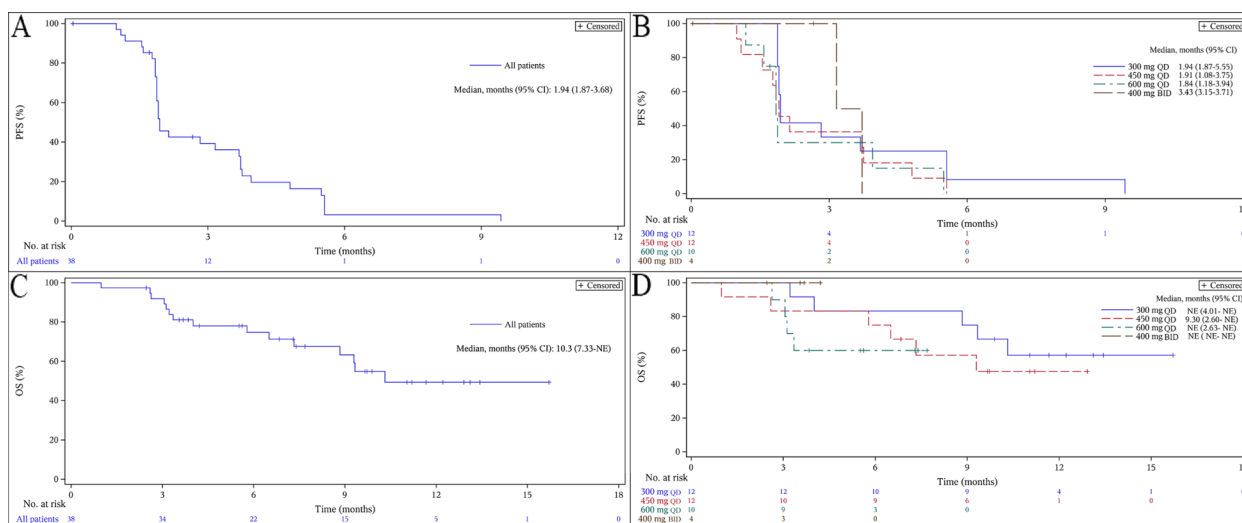 A
+ Censored
100
80
60
40
20
0
PFS (%)
All patients
Median, months (95% CI): 1.94 (1.87-3.68)
0 3 6 9 12
Time (months)
No. at risk
All patients 38 12 1 1 0
B
+ Censored
100
80
60
40
20
0
PFS (%)
Median, months (95% CI)
300 mg QD 1.94 (1.87-5.55)
450 mg QD 1.91 (1.08-3.75)
600 mg QD 1.84 (1.18-3.94)
400 mg BID 3.43 (3.15-3.71)
0 3 6 9
Time (months)
No. at risk
300 mg QD 12 4 1 1
450 mg QD 12 4 0
600 mg QD 10 2 0
400 mg BID 4 2 0
C
+ Censored
100
80
60
40
20
0
OS (%)
All patients
Median, months (95% CI): 10.3 (7.33-NE)
0 3 6 9 12 15 18
Time (months)
No. at risk
All patients 38 34 22 15 5 1 0
D
+ Censored
100
80
60
40
20
0
OS (%)
Median, months (95% CI)
300 mg QD NE (4.01- NE)
450 mg QD 9.30 (2.60- NE)
600 mg QD NE (2.63- NE)
400 mg BID NE ( NE- NE)
0 3 6 9 12 15
Time (months)
No. at risk
300 mg QD 12 12 10 9 4 1
450 mg QD 12 10 9 6 1 0
600 mg QD 10 9 3 0
400 mg BID 4 3 0